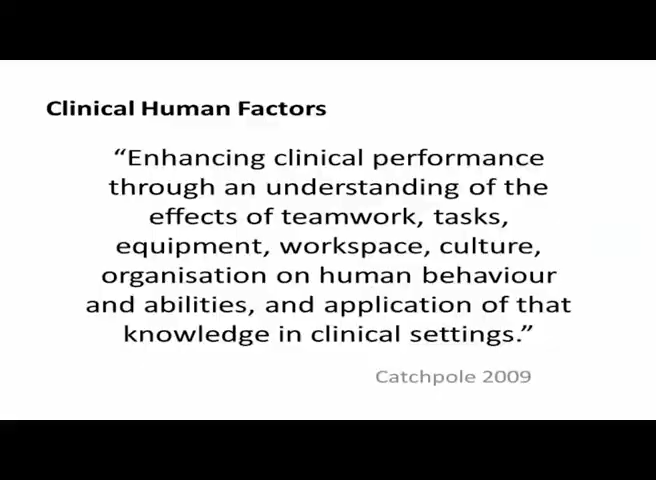 Clinical Human Factors
“Enhancing clinical performance
through an understanding of the
effects of teamwork, tasks,
equipment, workspace, culture,
organisation on human behaviour
and abilities, and application of that
knowledge in clinical settings.”
Catchpole 2009